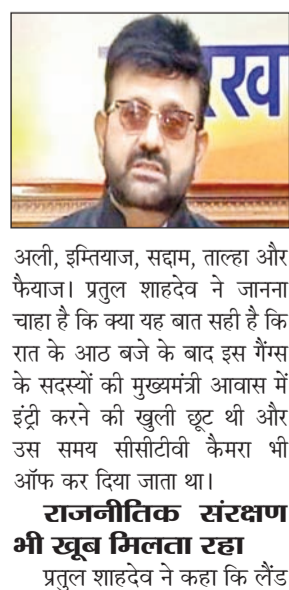 रख
अली, इम्तियाज, सद्दाम, ताल्हा और
फैयाज। प्रतुल शाहदेव ने जानना
चाहा है कि क्या यह बात सही है कि
रात के आठ बजे के बाद इस गैंग्स
के सदस्यों की मुख्यमंत्री आवास में
इंट्री करने की खुली छूट थी और
उस समय सीसीटीवी कैमरा भी
ऑफ कर दिया जाता था।
राजनीतिक संरक्षण
भी खूब मिलता रहा
प्रतुल शाहदेव ने कहा कि लैंड